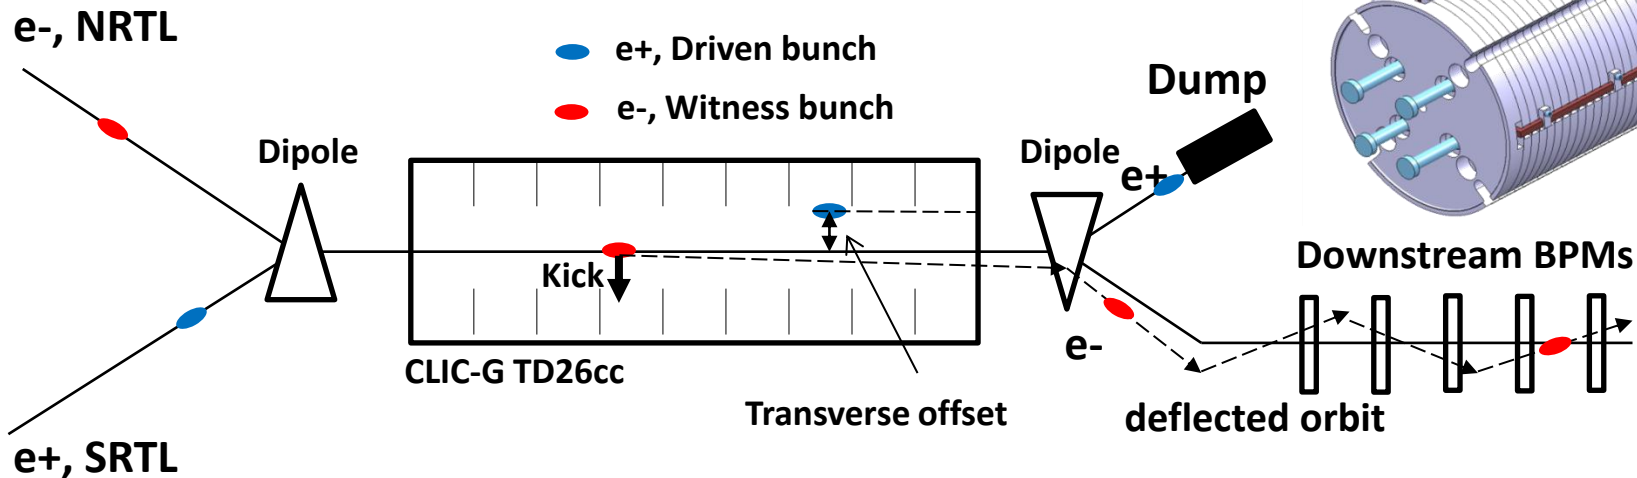 e-, NRTL
e+, Driven bunch
e-, Witness bunch
Dump
Dipole
Dipole
e+
Kick
Downstream BPMs
e-
CLIC-G TD26cc
Transverse offset
deflected orbit
e+, SRTL